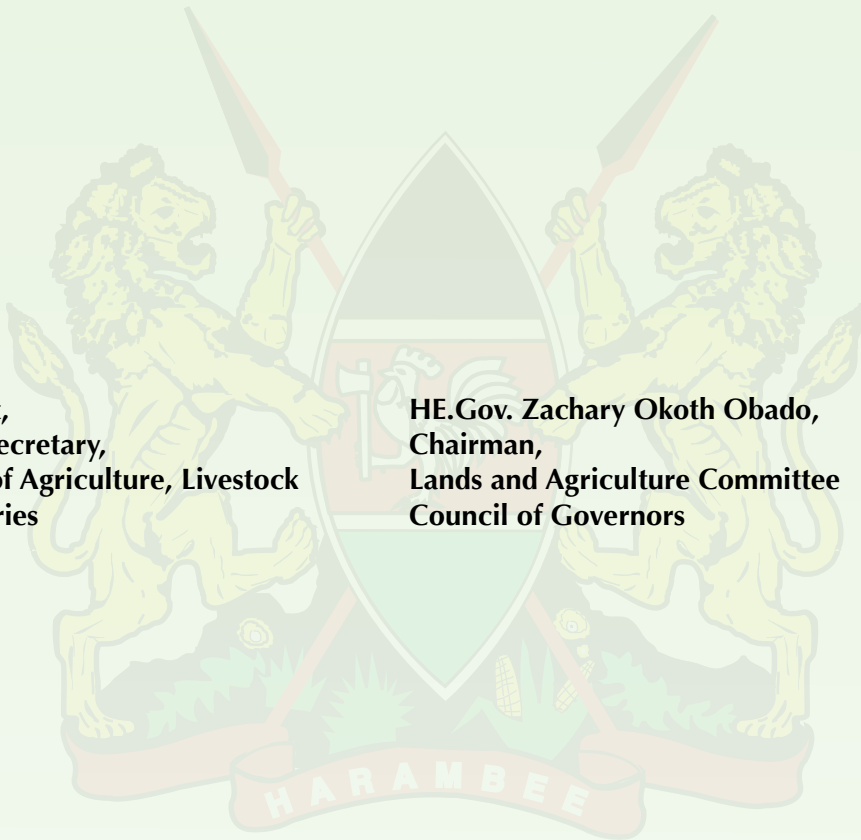 ecretary,
of Agriculture, Livestock
ries
HE.Gov. Zachary Okoth Obado,
Chairman,
Lands and Agriculture Committee
Council of Governors
HARAMBEE